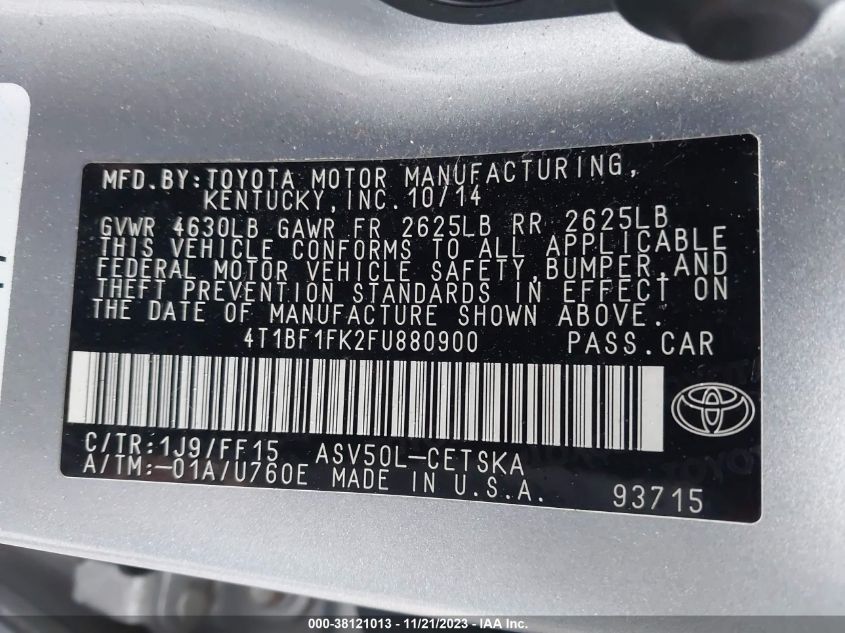 MFD.BY:TOYOTA MOTOR MANUFACTURING,
KENTUCKY,INC.10/14
GVWR 4630LB GAWR FR 2625LB RR 2625LB
THIS VEHICLE CONFORMS TO ALL APPLICABLE
FEDERAL MOTOR VEHICLE SAFETY,BUMPER,AND
THEFT PREVENTION STANDARDS IN EFFECT ON
THE DATE OF MANUFACTURE SHOWN ABOVE.
4T1BF1FK2FU880900 PASS.CAR
C/TR:1J9/FF15 ASV50L-CETSKA
A/TM:-01A/U760E MADE IN U.S.A. 93715
000-38121013 - 11/21/2023 - IAA Inc.